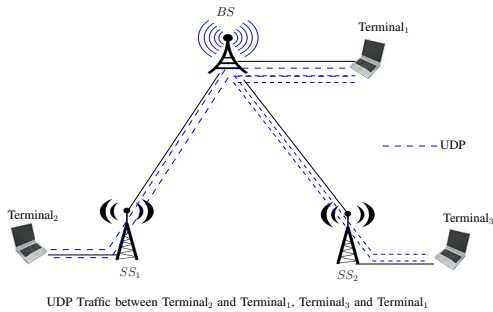 BS
Terminal₁
UDP
Terminal₂
Terminal₃
SS₁
SS₂
UDP Traffic between Terminal₂ and Terminal₁, Terminal₃ and Terminal₁